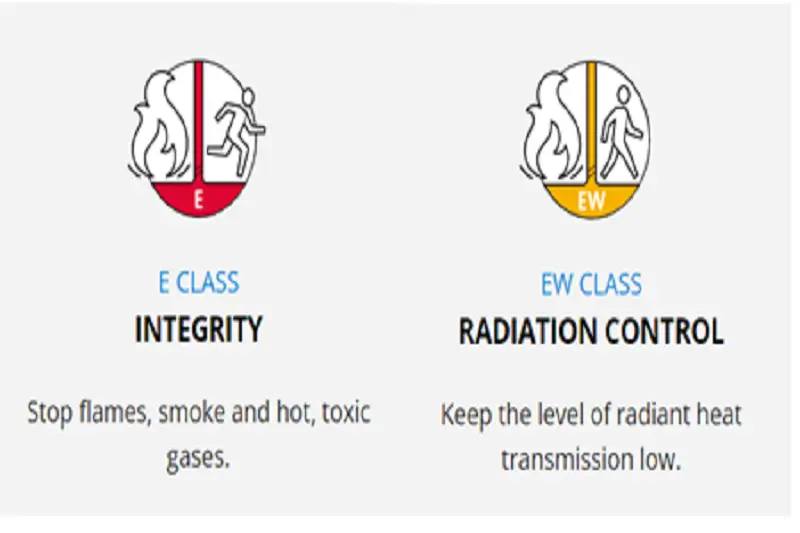 E
EW
E CLASS
EW CLASS
INTEGRITY
RADIATION CONTROL
Stop flames, smoke and hot, toxic
gases.
Keep the level of radiant heat
transmission low.